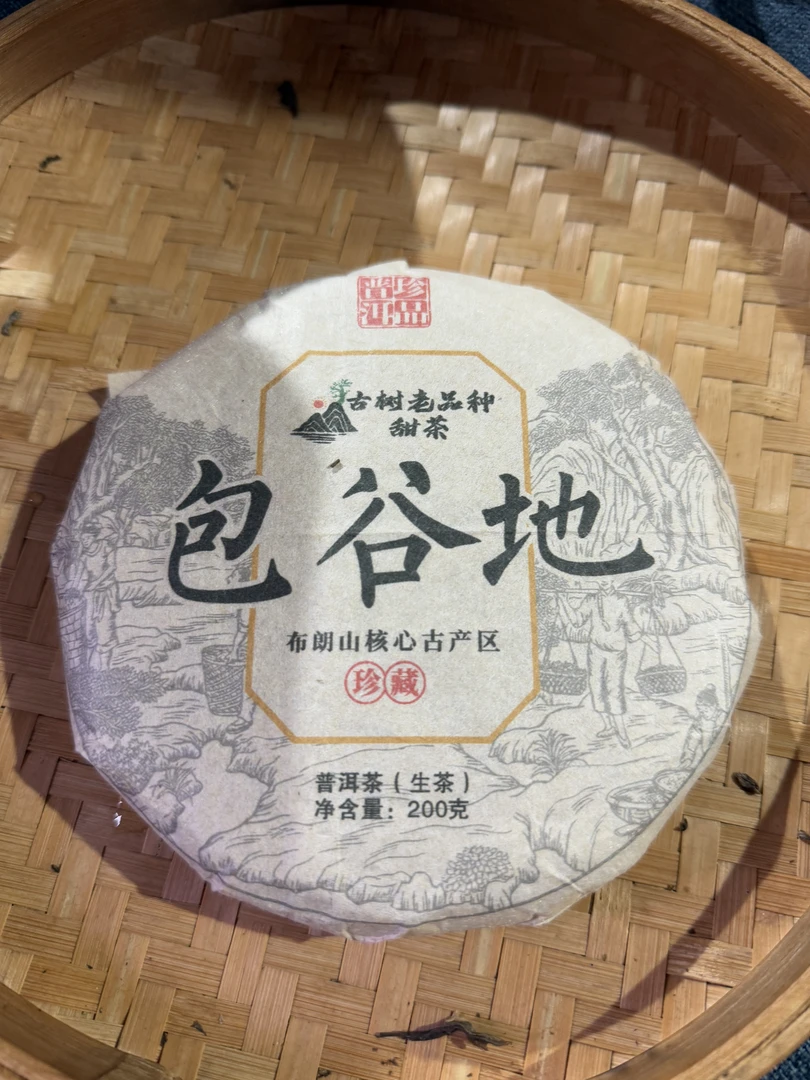 珍品
普洱
古树老品种
甜茶
包谷地
布朗山核心古产区
珍藏
普洱茶（生茶）
净含量：200克